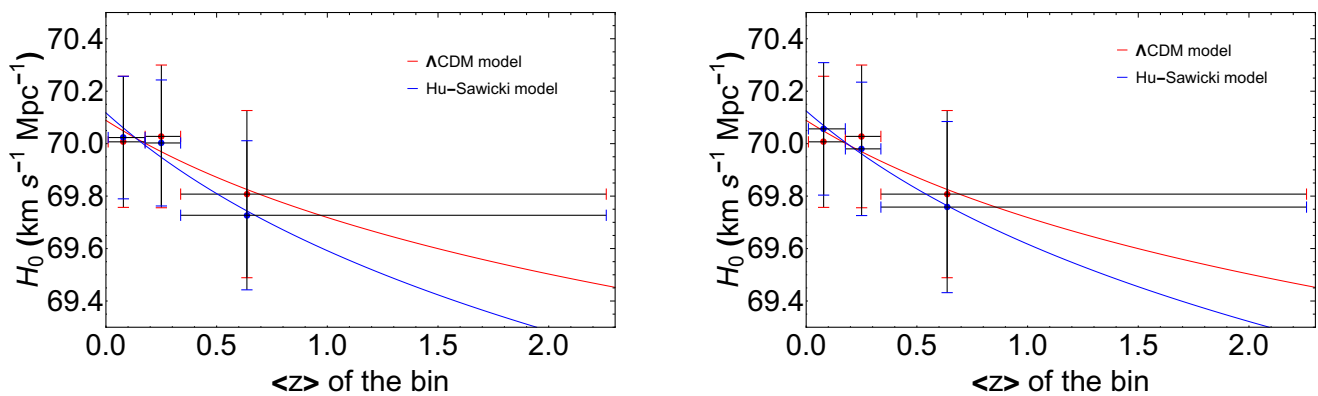 70.4
70.2
70.0
69.8
69.6
69.4
H₀ (km s⁻¹ Mpc⁻¹)
ΛCDM model
Hu−Sawicki model
0.0 0.5 1.0 1.5 2.0
<z> of the bin
70.4
70.2
70.0
69.8
69.6
69.4
H₀ (km s⁻¹ Mpc⁻¹)
ΛCDM model
Hu−Sawicki model
0.0 0.5 1.0 1.5 2.0
<z> of the bin